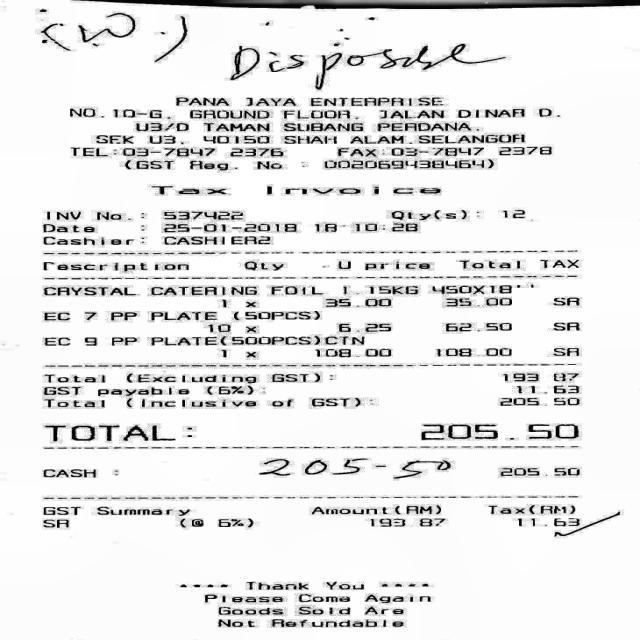 (W.)
Disposable
PANA JAYA ENTERPRISE
NO.10-G, GROUND FLOOR, JALAN DINAR D,
U3/D TAMAN SUBANG PERDANA,
SEK U3, 40150 SHAH ALAM,SELANGOR
TEL:03-7847 2376 FAX:03-7847 2378
(GST Reg. No : 002069438464)
Tax Invoice
INV No.: 537422 Qty(s): 12
Date : 25-01-2018 18:10:28
Cashier: CASHIER2
Description Qty U price Total TAX
CRYSTAL CATERING FOIL 1.15KG 450X18''
1 x 35.00 35.00 SR
EC 7 PP PLATE (50PCS)
10 x 6.25 62.50 SR
EC 9 PP PLATE(500PCS)CTN
1 x 108.00 108.00 SR
Total (Excluding GST): 193.87
GST payable (6%): 11.63
Total (Inclusive of GST): 205.50
TOTAL: 205.50
CASH : 205-50 205.50
GST Summary Amount(RM) Tax(RM)
SR (@ 6%) 193.87 11.63
**** Thank You ****
Please Come Again
Goods Sold Are
Not Refundable